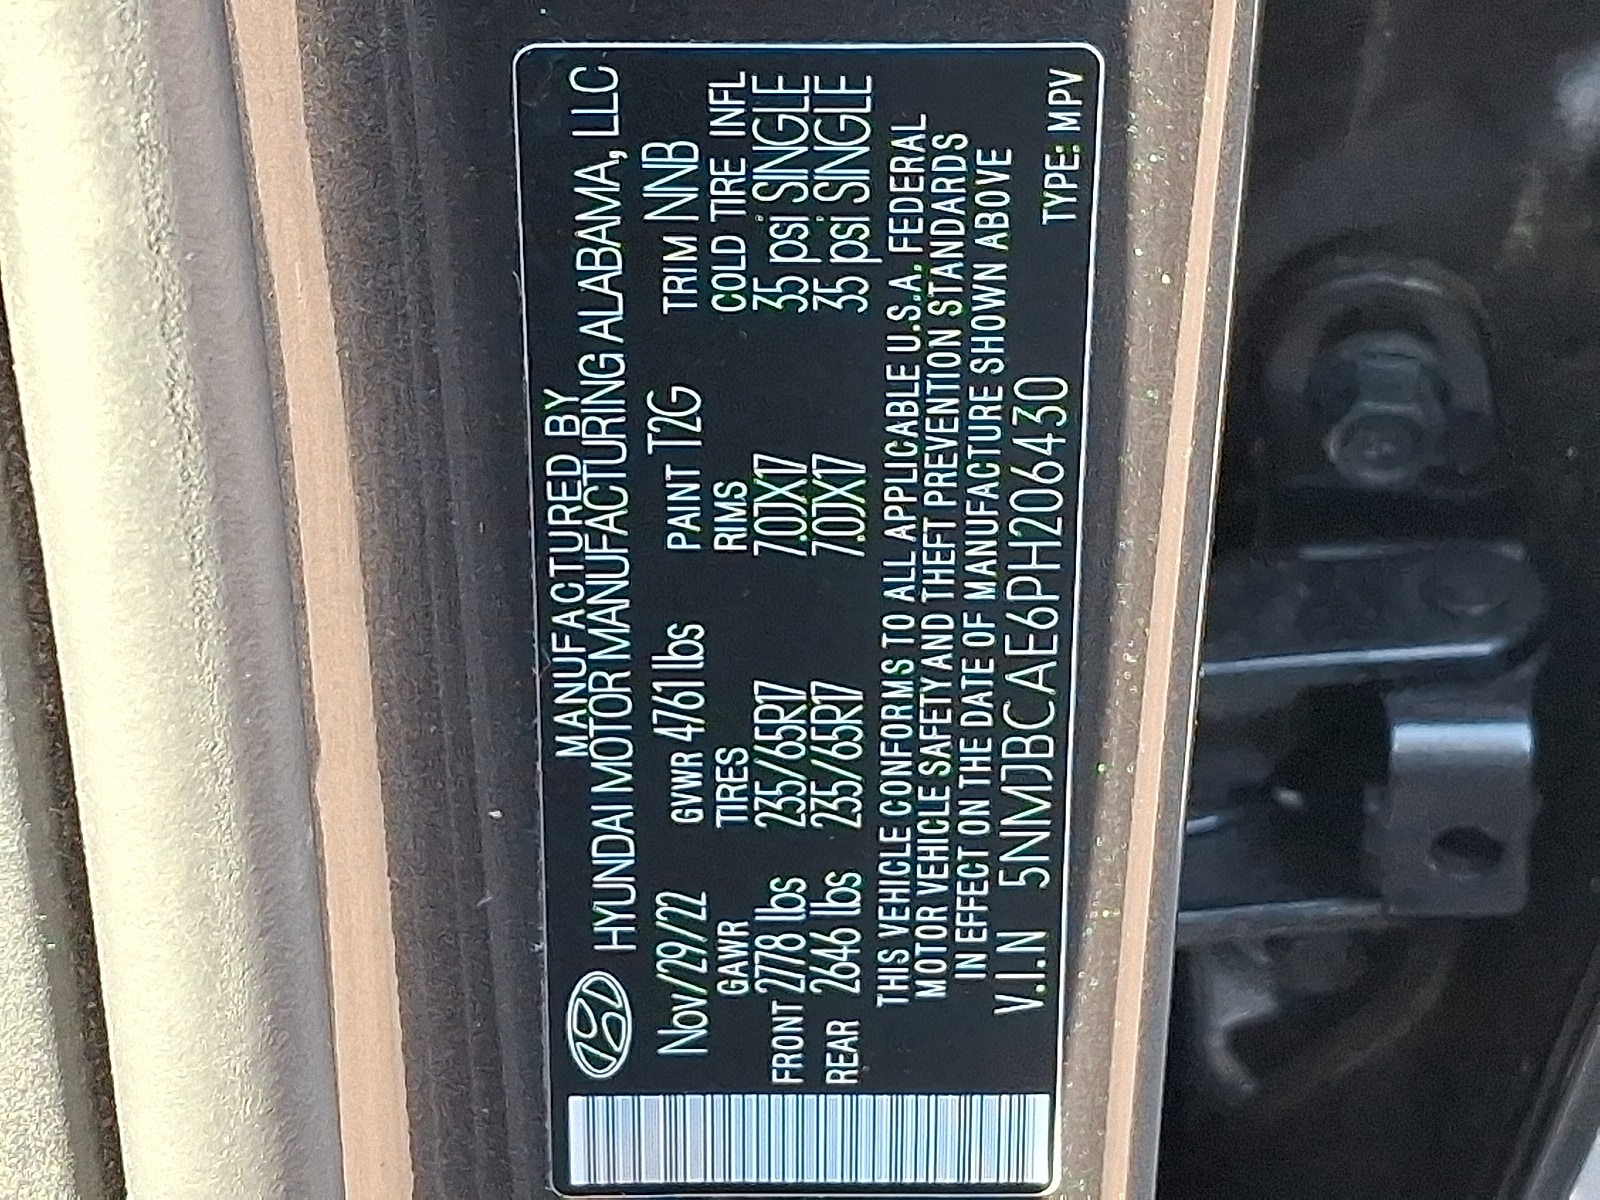 MANUFACTURED BY
HYUNDAI MOTOR MANUFACTURING ALABAMA, LLC
Nov/29/22 GVWR 4761 lbs PAINT T2G TRIM NNB
GAWR TIRES RIMS COLD TIRE INFL
FRONT 2778 lbs 235/65R17 7.0JX17 35 psi SINGLE
REAR 2646 lbs 235/65R17 7.0JX17 35 psi SINGLE
THIS VEHICLE CONFORMS TO ALL APPLICABLE U.S.A. FEDERAL
MOTOR VEHICLE SAFETY AND THEFT PREVENTION STANDARDS
IN EFFECT ON THE DATE OF MANUFACTURE SHOWN ABOVE
V.I.N 5NMJBCAE6PH206430 TYPE: MPV